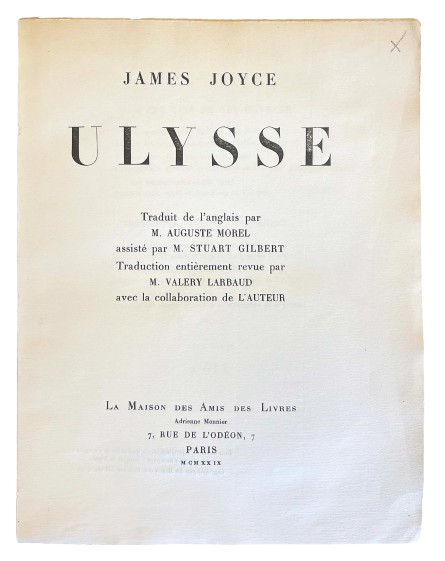 JAMES JOYCE
ULYSSE
Traduit de l'anglais par
M. AUGUSTE MOREL
assisté par M. STUART GILBERT
Traduction entièrement revue par
M. VALERY LARBAUD
avec la collaboration de L'AUTEUR
LA MAISON DES AMIS DES LIVRES
Adrienne Monnier
7, RUE DE L'ODÉON, 7
PARIS
MCMXXIX